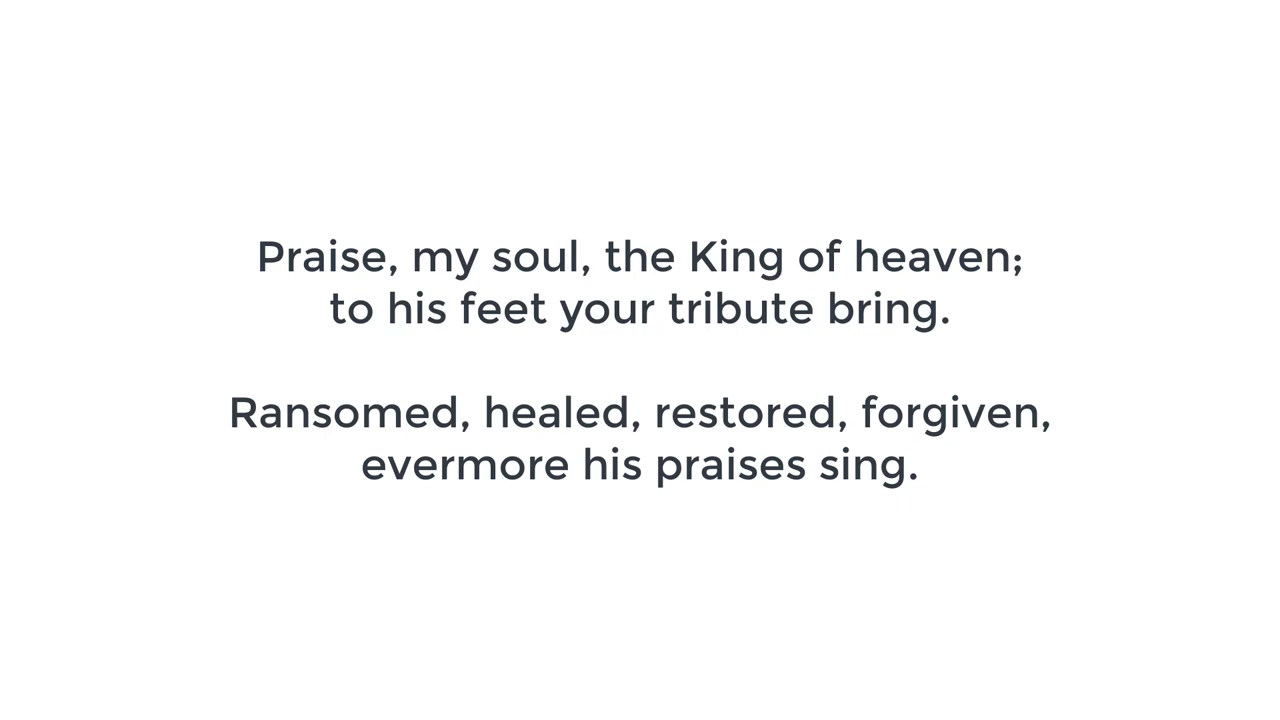 Praise, my soul, the King of heaven;
to his feet your tribute bring.
Ransomed, healed, restored, forgiven,
evermore his praises sing.